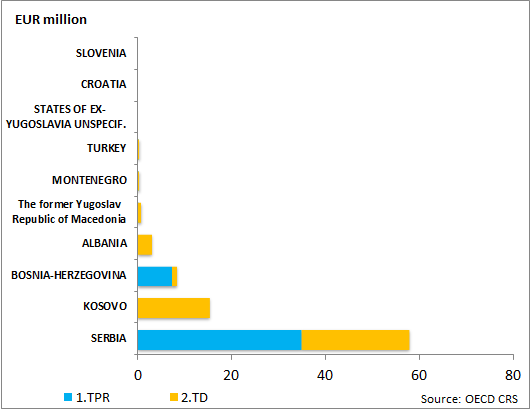 EUR million
SLOVENIA
CROATIA
STATES OF EX-
YUGOSLAVIA UNSPECIF.
TURKEY
MONTENEGRO
The former Yugoslav
Republic of Macedonia
ALBANIA
BOSNIA-HERZEGOVINA
KOSOVO
SERBIA
0 20 40 60 80
1.TPR 2.TD Source: OECD CRS